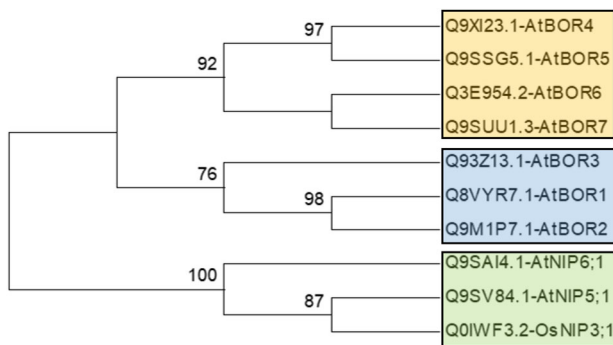 97
Q9XI23.1-AtBOR4
Q9SSG5.1-AtBOR5
92
Q3E954.2-AtBOR6
Q9SUU1.3-AtBOR7
Q93Z13.1-AtBOR3
76
Q8VYR7.1-AtBOR1
98
Q9M1P7.1-AtBOR2
Q9SAI4.1-AtNIP6;1
100
Q9SV84.1-AtNIP5;1
87
Q0IWF3.2-OsNIP3;1